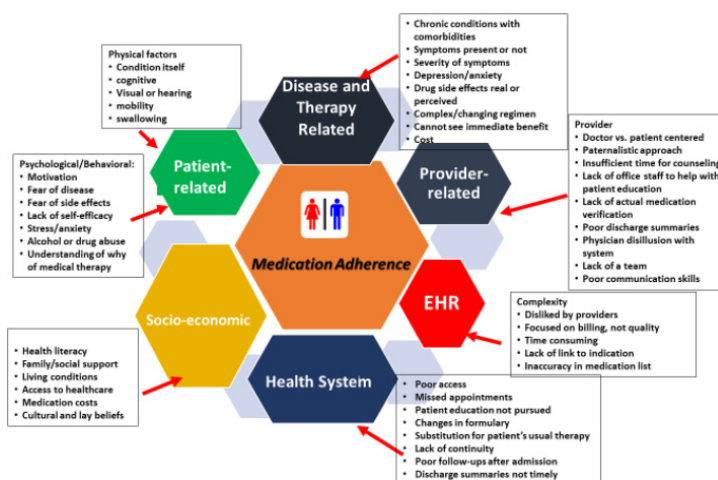 Physical factors
• Condition itself
• cognitive
• Visual or hearing
• mobility
• swallowing
Disease and
Therapy
Related
• Chronic conditions with
comorbidities
• Symptoms present or not
• Severity of symptoms
• Depression/anxiety
• Drug side effects real or
perceived
• Complex/changing regimen
• Cannot see immediate benefit
• Cost
Patient-
related
Provider-
related
Provider
• Doctor vs. patient centered
• Paternalistic approach
• Insufficient time for counseling
• Lack of office staff to help with
patient education
• Lack of actual medication
verification
• Poor discharge summaries
• Physician disillusion with
system
• Lack of a team
• Poor communication skills
Psychological/Behavioral:
• Motivation
• Fear of disease
• Fear of side effects
• Lack of self-efficacy
• Stress/anxiety
• Alcohol or drug abuse
• Understanding of why
of medical therapy
Medication Adherence
Socio-economic
EHR
Complexity
• Disliked by providers
• Focused on billing, not quality
• Time consuming
• Lack of link to indication
• Inaccuracy in medication list
• Health literacy
• Family/social support
• Living conditions
• Access to healthcare
• Medication costs
• Cultural and lay beliefs
Health System
• Poor access
• Missed appointments
• Patient education not pursued
• Changes in formulary
• Substitution for patient's usual therapy
• Lack of continuity
• Poor follow-ups after admission
• Discharge summaries not timely